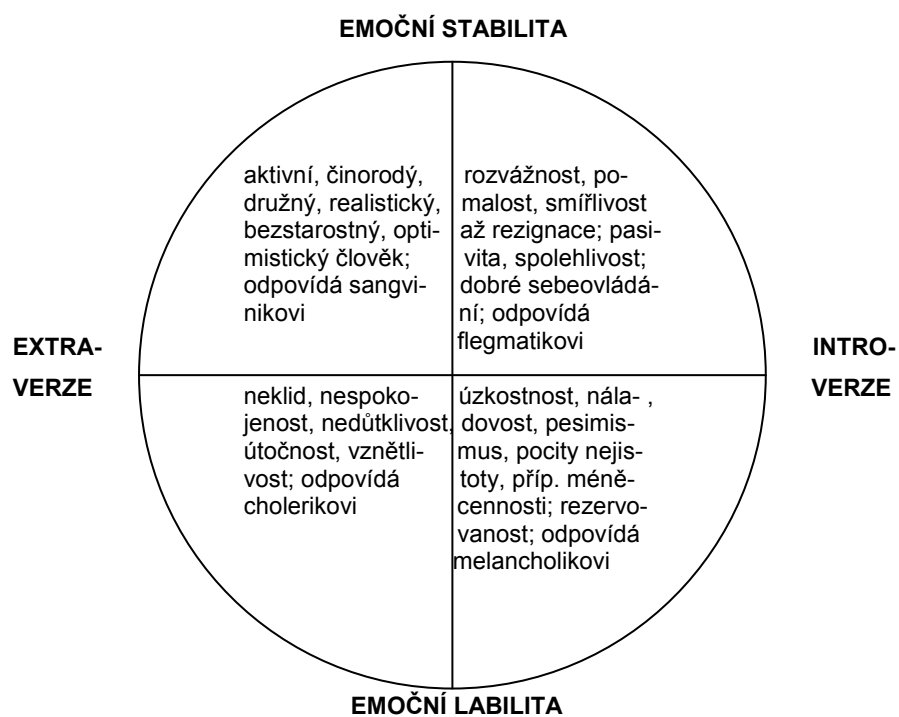 EMOČNÍ STABILITA
aktivní, činorodý,
družný, realistický,
bezstarostný, opti-
mistický člověk;
odpovídá sangvi-
nikovi
rozvážnost, po-
malost, smířlivost
až rezignace; pasi-
vita, spolehlivost;
dobré sebeovládá-
ní; odpovídá
flegmatikovi
EXTRA-
VERZE
INTRO-
VERZE
neklid, nespoko-
jenost, nedůtklivost,
útočnost, vznětli-
vost; odpovídá
cholerikovi
úzkostnost, nála- ,
dovost, pesimis-
mus, pocity nejis-
toty, příp. méně-
cennosti; rezervo-
vanost; odpovídá
melancholikovi
EMOČNÍ LABILITA